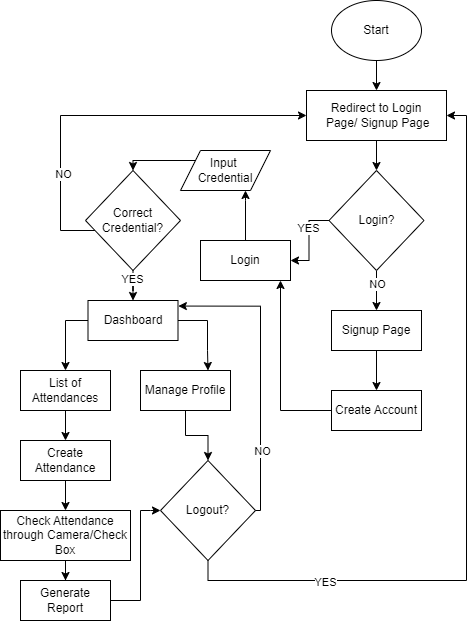 Start
Redirect to Login
Page/ Signup Page
Input
Credential
NO
Correct
Credential?
Login?
YES
Login
YES
NO
Dashboard
Signup Page
List of
Attendances
Manage Profile
Create Account
Create
Attendance
NO
Logout?
Check Attendance
through Camera/Check
Box
YES
Generate
Report